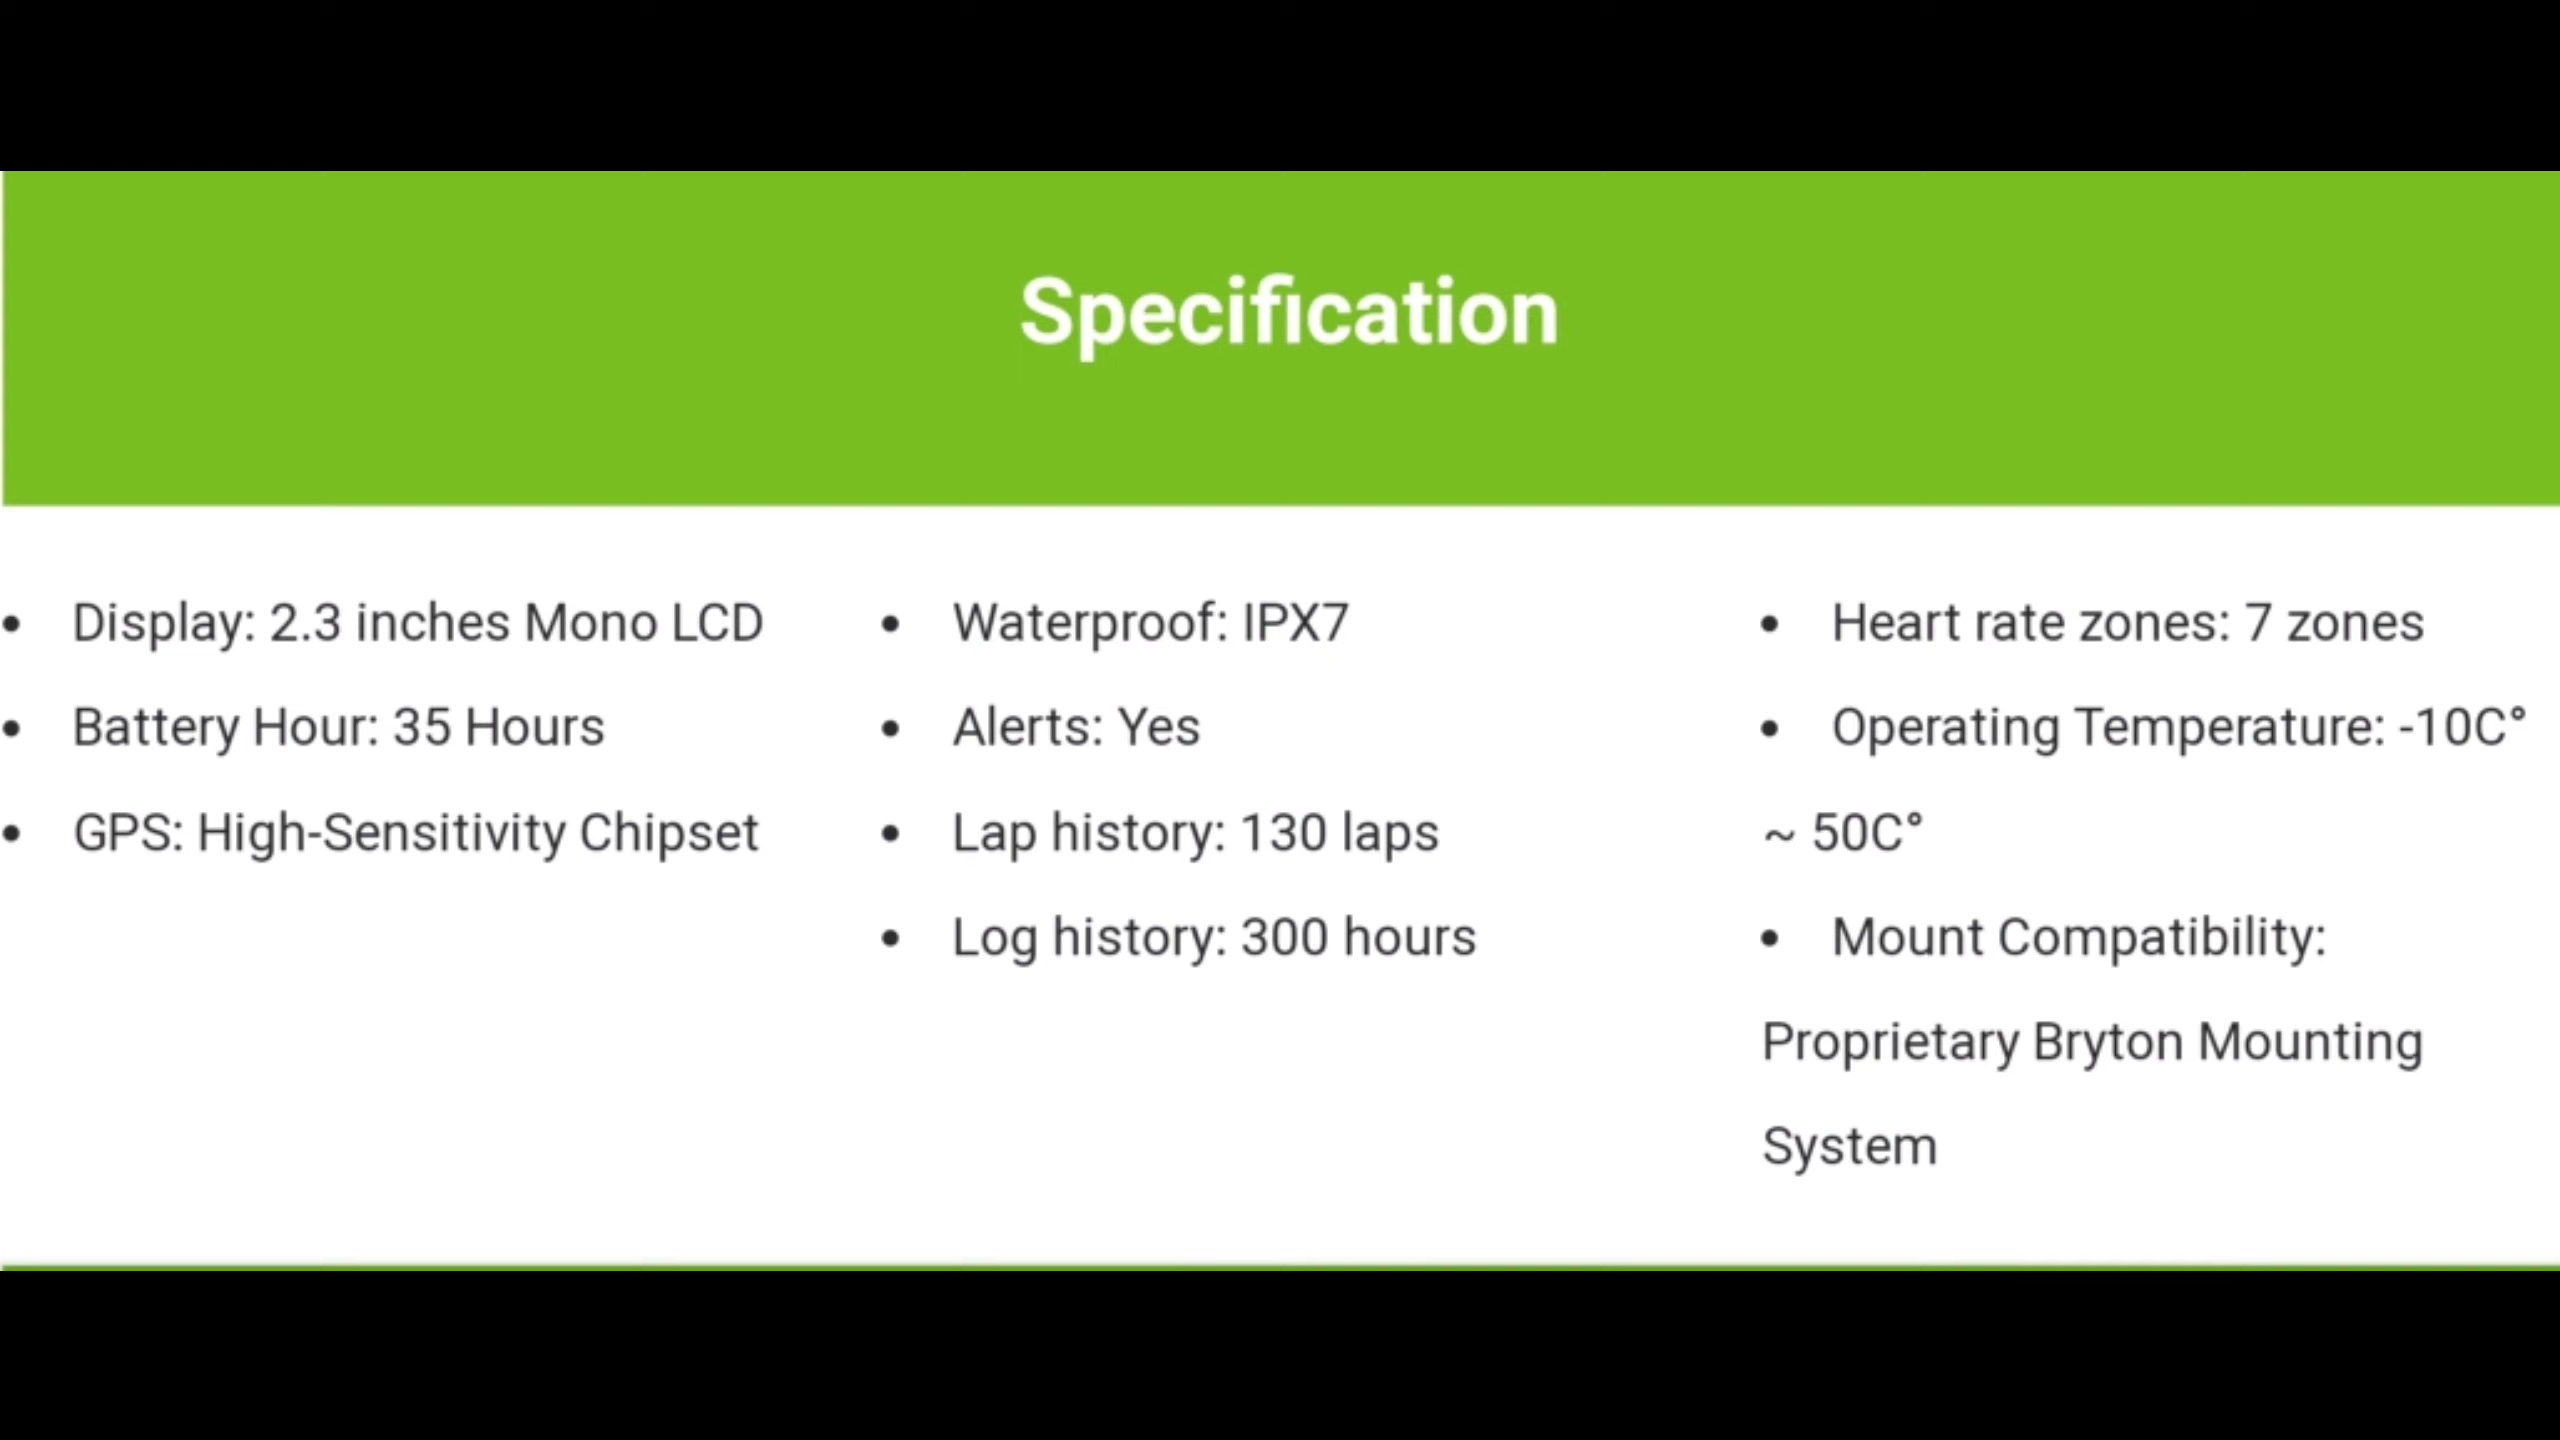 Specification
• Display: 2.3 inches Mono LCD
• Battery Hour: 35 Hours
• GPS: High-Sensitivity Chipset
• Waterproof: IPX7
• Alerts: Yes
• Lap history: 130 laps
• Log history: 300 hours
• Heart rate zones: 7 zones
• Operating Temperature: -10C°
~ 50C°
• Mount Compatibility:
Proprietary Bryton Mounting
System